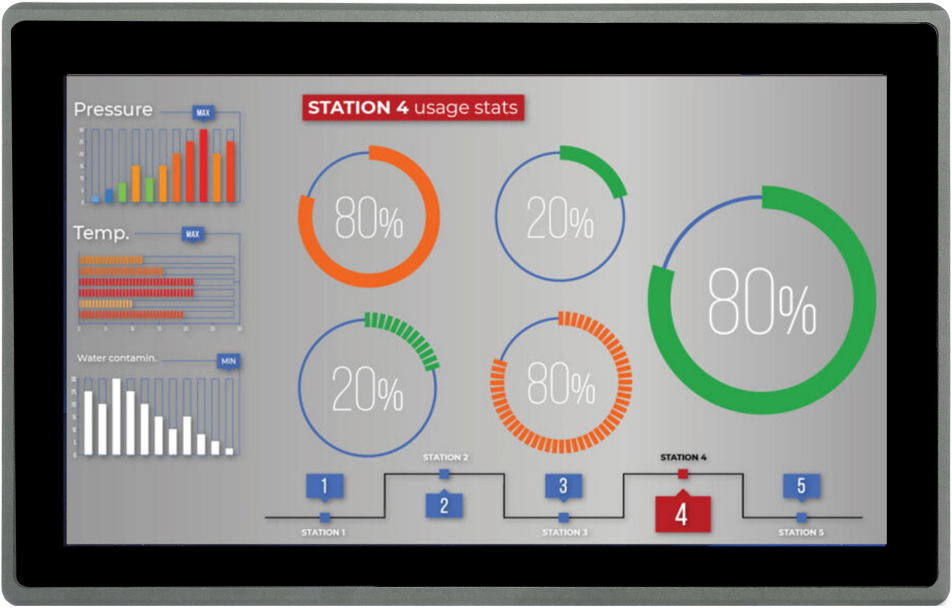 Pressure
MAX
STATION 4 usage stats
80%
20%
80%
Temp.
MAX
20%
80%
Water contamin.
MIN
STATION 2
STATION 4
1
2
3
4
5
STATION 1
STATION 3
STATION 5